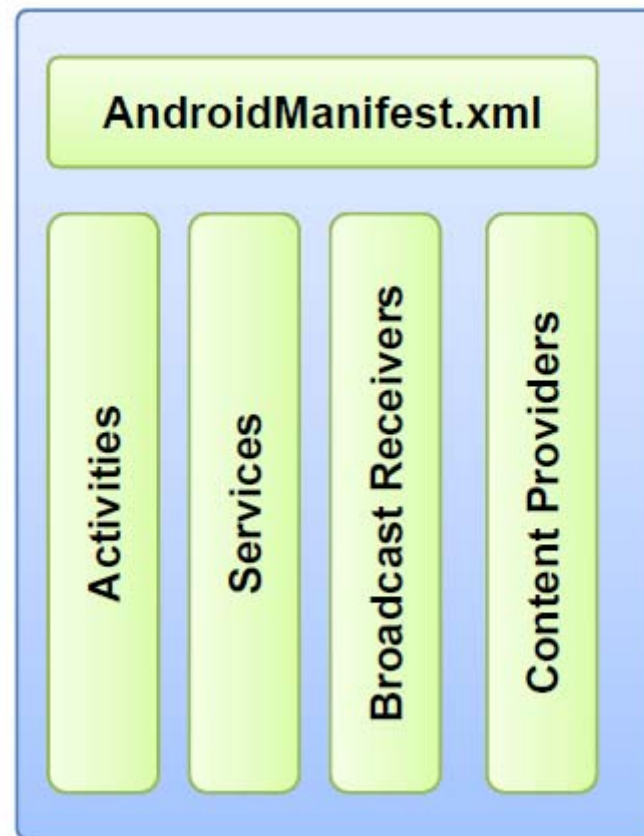 AndroidManifest.xml
Activities
Services
Broadcast Receivers
Content Providers